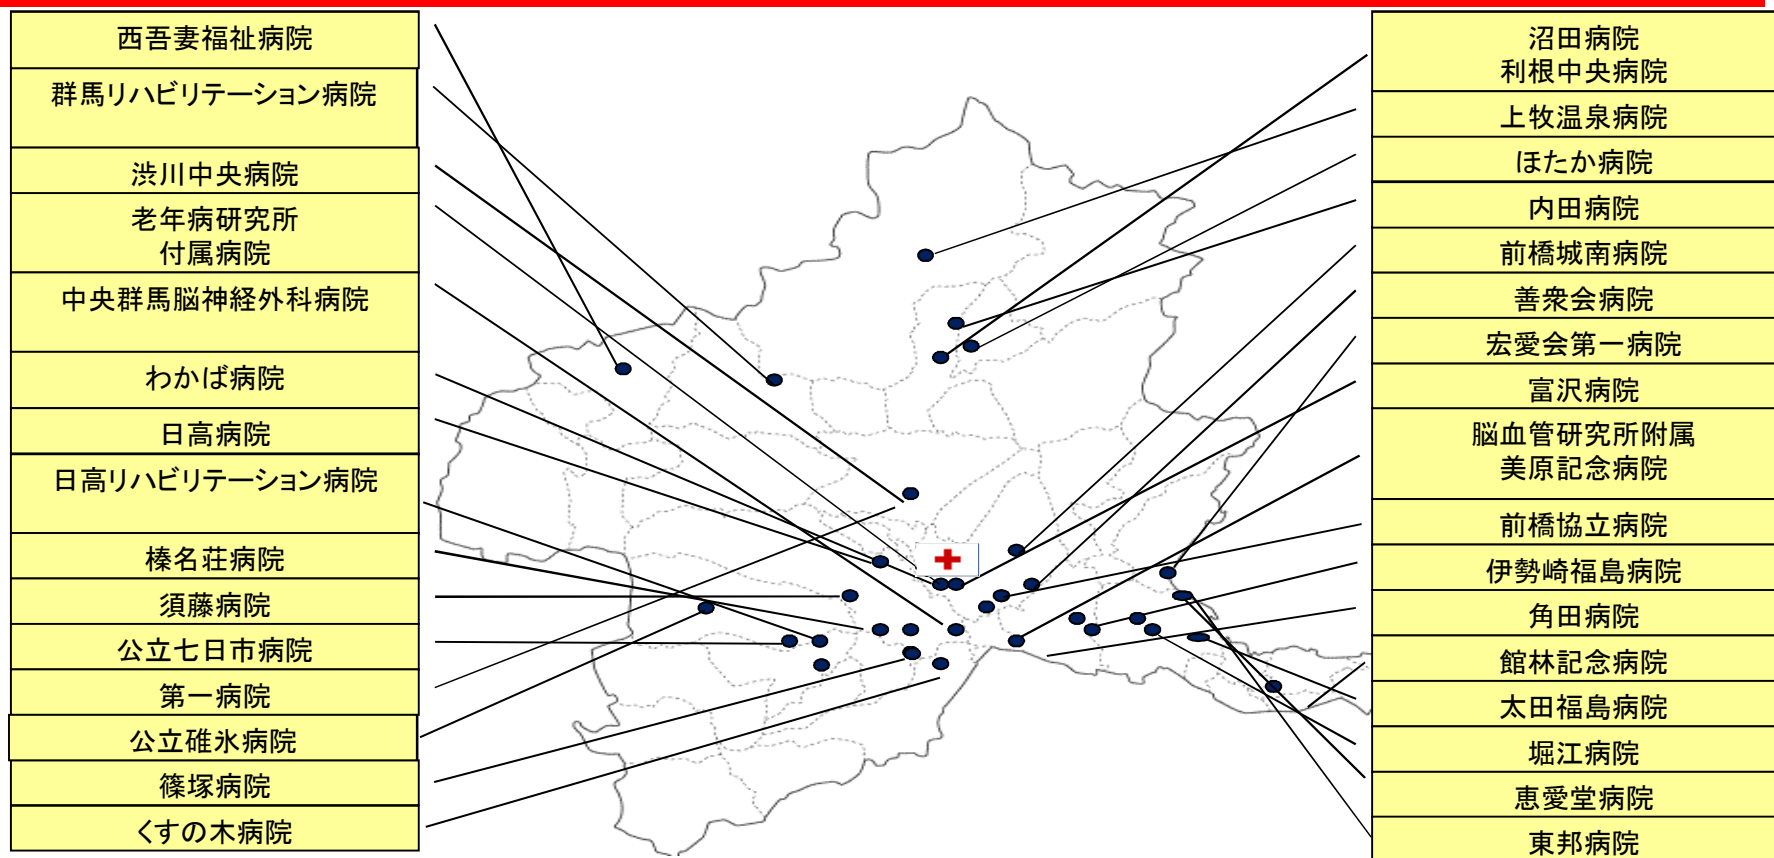 西吾妻福祉病院
群馬リハビリテーション病院
渋川中央病院
老年病研究所
付属病院
中央群馬脳神経外科病院
わかば病院
日高病院
日高リハビリテーション病院
榛名荘病院
須藤病院
公立七日市病院
第一病院
公立碓氷病院
篠塚病院
くすの木病院
沼田病院
利根中央病院
上牧温泉病院
ほたか病院
内田病院
前橋城南病院
善衆会病院
宏愛会第一病院
富沢病院
脳血管研究所附属
美原記念病院
前橋協立病院
伊勢崎福島病院
角田病院
館林記念病院
太田福島病院
堀江病院
恵愛堂病院
東邦病院